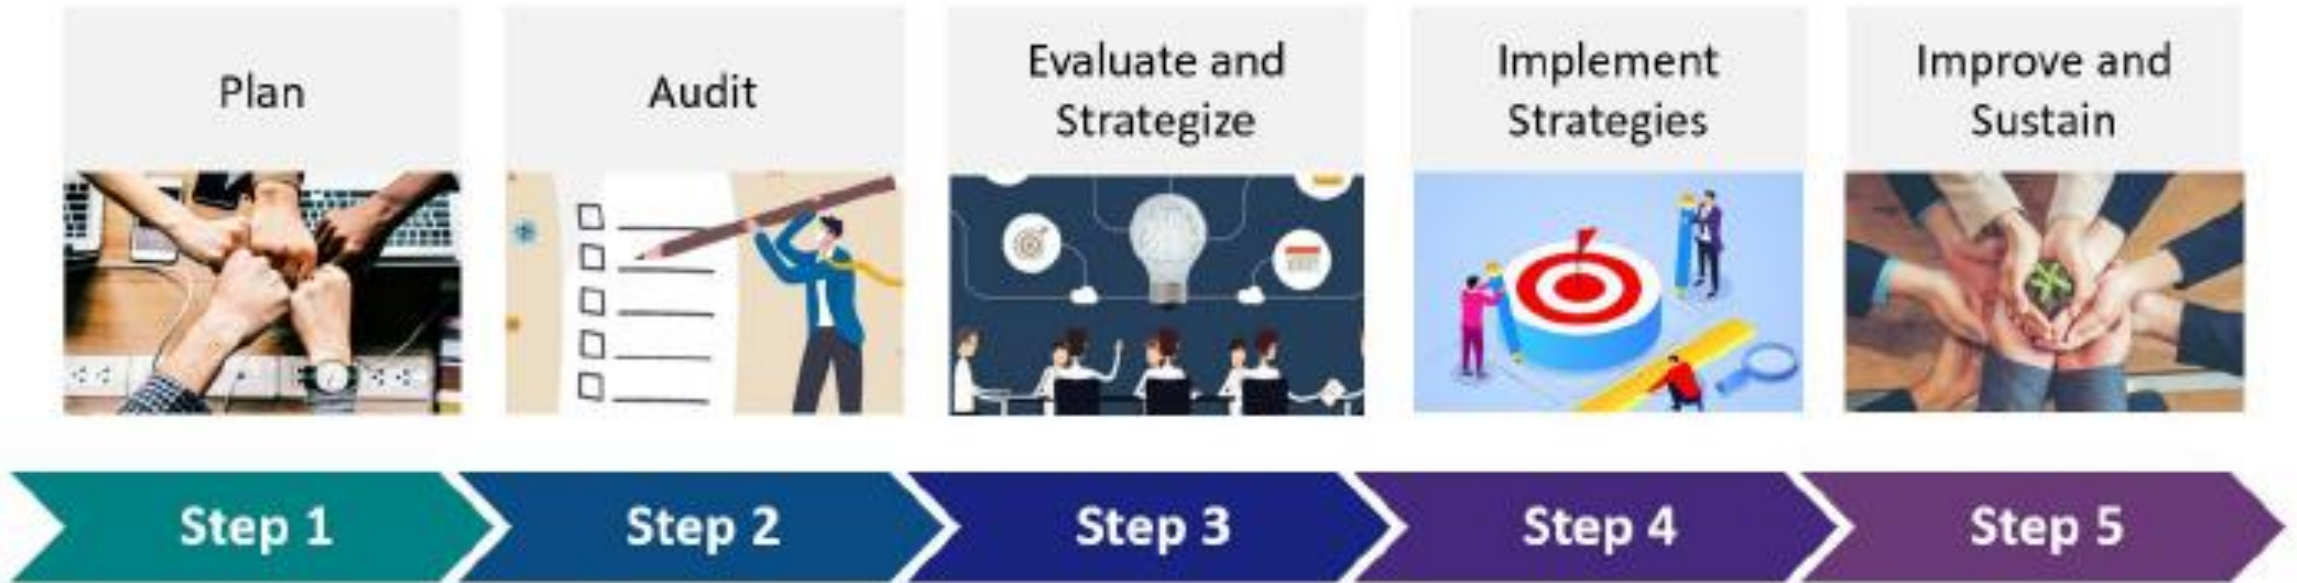 Plan
Audit
Evaluate and
Strategize
Implement
Strategies
Improve and
Sustain
Step 1
Step 2
Step 3
Step 4
Step 5